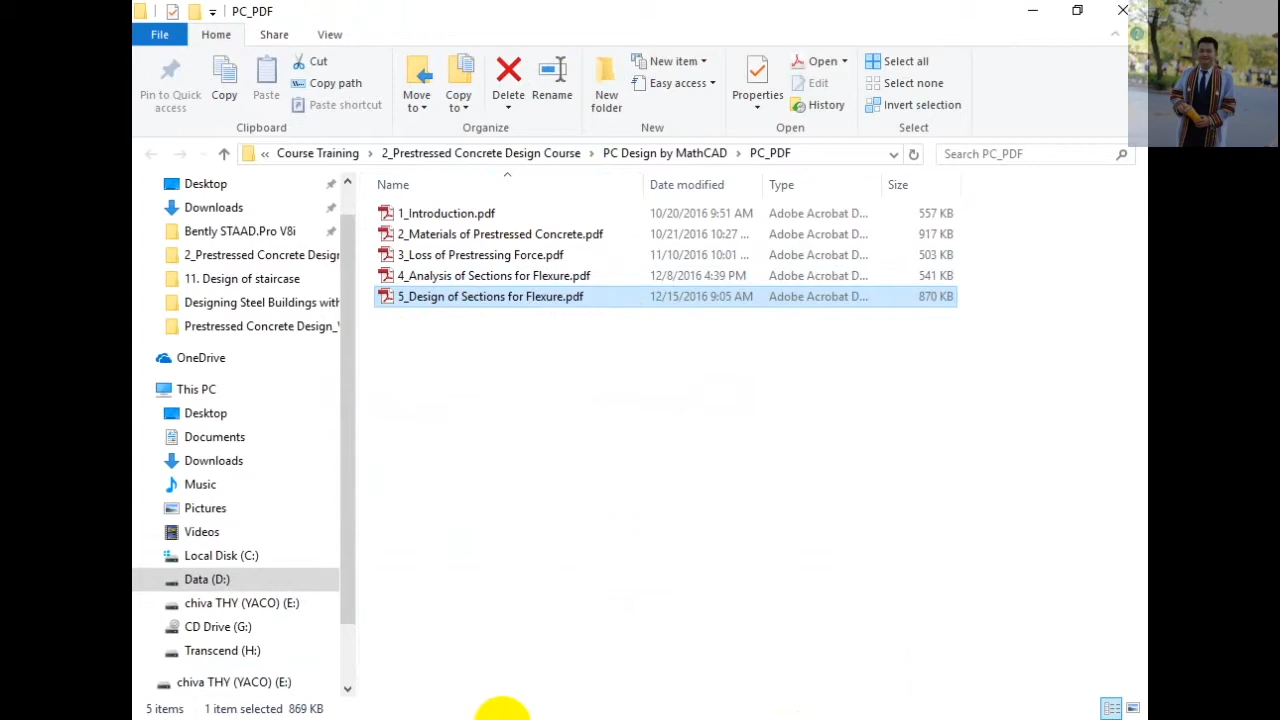 PC_PDF
File Home Share View
Pin to Quick access
Copy
Paste
Cut
Copy path
Paste shortcut
Move to
Copy to
Delete
Rename
New folder
New item
Easy access
Properties
Open
Edit
History
Select all
Select none
Invert selection
Clipboard Organize New Open Select
« Course Training › 2_Prestressed Concrete Design Course › PC Design by MathCAD › PC_PDF
Search PC_PDF
Name Date modified Type Size
1_Introduction.pdf 10/20/2016 9:51 AM Adobe Acrobat D... 557 KB
2_Materials of Prestressed Concrete.pdf 10/21/2016 10:27 ... Adobe Acrobat D... 917 KB
3_Loss of Prestressing Force.pdf 11/10/2016 10:01 ... Adobe Acrobat D... 503 KB
4_Analysis of Sections for Flexure.pdf 12/8/2016 4:39 PM Adobe Acrobat D... 541 KB
5_Design of Sections for Flexure.pdf 12/15/2016 9:05 AM Adobe Acrobat D... 870 KB
Desktop
Downloads
Bently STAAD.Pro V8i
2_Prestressed Concrete Design
11. Design of staircase
Designing Steel Buildings with
Prestressed Concrete Design_V
OneDrive
This PC
Desktop
Documents
Downloads
Music
Pictures
Videos
Local Disk (C:)
Data (D:)
chiva THY (YACO) (E:)
CD Drive (G:)
Transcend (H:)
chiva THY (YACO) (E:)
5 items 1 item selected 869 KB